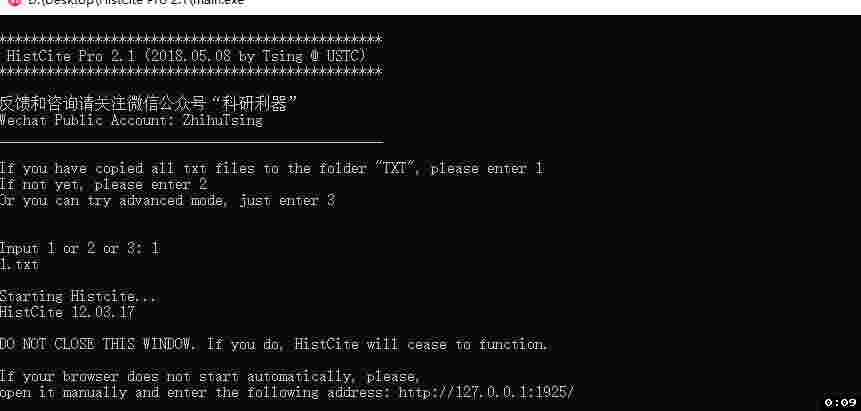 D:\Desktop\HistCite Pro 2.1\main.exe
************************************************
HistCite Pro 2.1 (2018.05.08 by Tsing @ USTC)
************************************************
反馈和咨询请关注微信公众号“科研利器”
Wechat Public Account: ZhihuTsing
________________________________________________
If you have copied all txt files to the folder "TXT", please enter 1
If not yet, please enter 2
Or you can try advanced mode, just enter 3
Input 1 or 2 or 3: 1
1.txt
Starting Histcite...
HistCite 12.03.17
DO NOT CLOSE THIS WINDOW. If you do, HistCite will cease to function.
If your browser does not start automatically, please,
open it manually and enter the following address: http://127.0.0.1:1925/
0:09